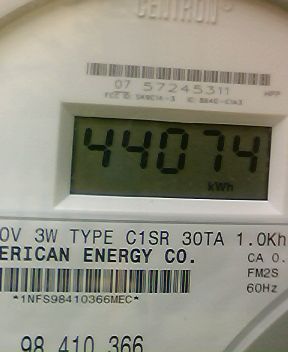 CENTRON
07 57245311
44074
kWh
0V 3W TYPE C1SR 30TA 1.0Kh
ERICAN ENERGY CO.
CA 0.
FM2S
*1NFS98410366MEC*
60Hz
98 410 366